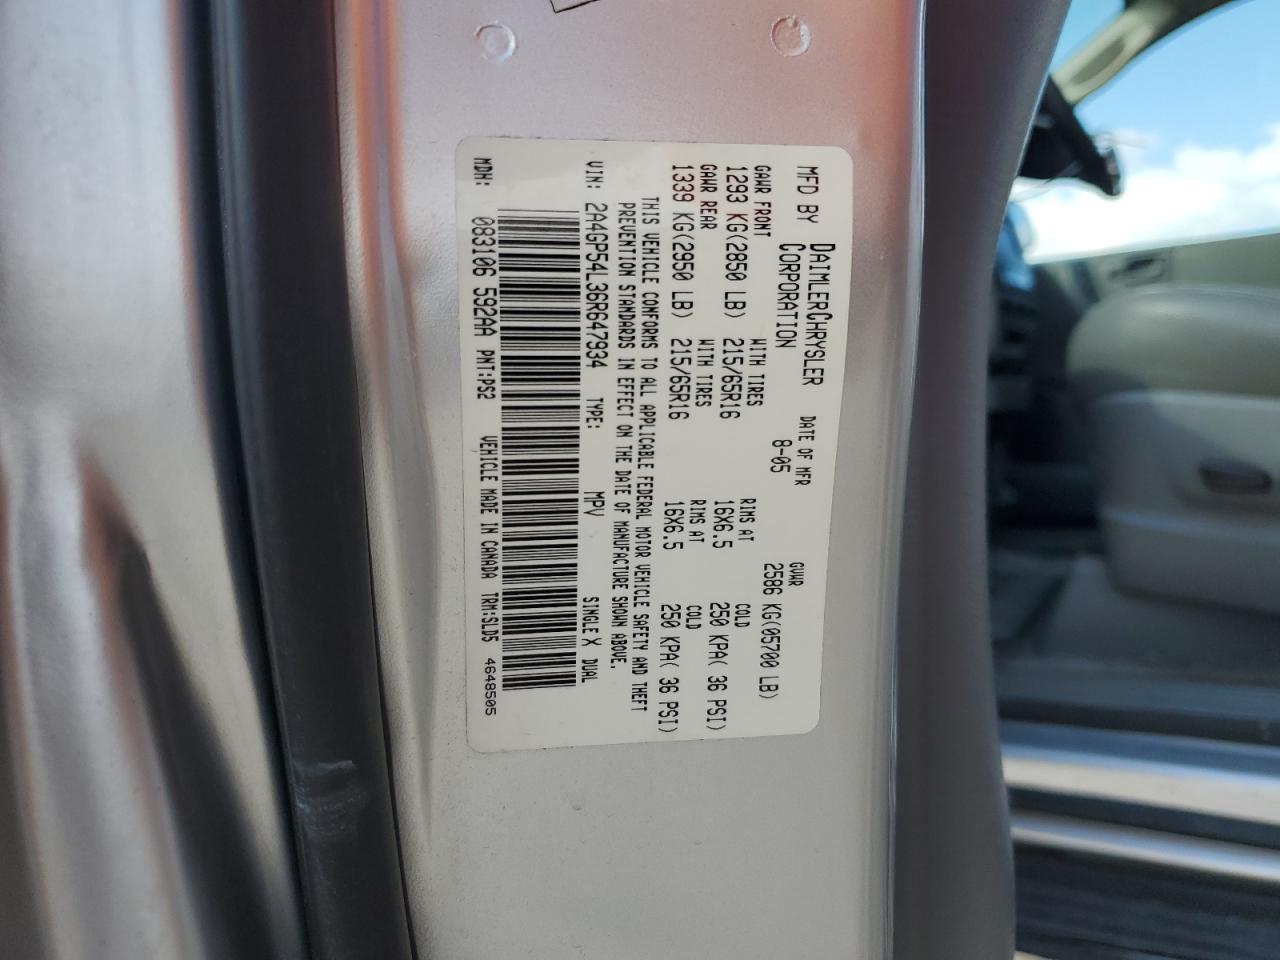 MFD BY DAIMLERCHRYSLER CORPORATION DATE OF MFR 8-05 GVWR 2586 KG(05700 LB)
GAWR FRONT WITH TIRES RIMS AT COLD
1293 KG(2850 LB) 215/65R16 16X6.5 250 KPA( 36 PSI)
GAWR REAR WITH TIRES RIMS AT COLD
1339 KG(2950 LB) 215/65R16 16X6.5 250 KPA( 36 PSI)
THIS VEHICLE CONFORMS TO ALL APPLICABLE FEDERAL MOTOR VEHICLE SAFETY AND THEFT
PREVENTION STANDARDS IN EFFECT ON THE DATE OF MANUFACTURE SHOWN ABOVE.
VIN: 2A4GP54L36R647934 TYPE: MPV SINGLE X DUAL
MDH: 083106 592AA PNT:PS2 VEHICLE MADE IN CANADA TRM:SLD5 4648505